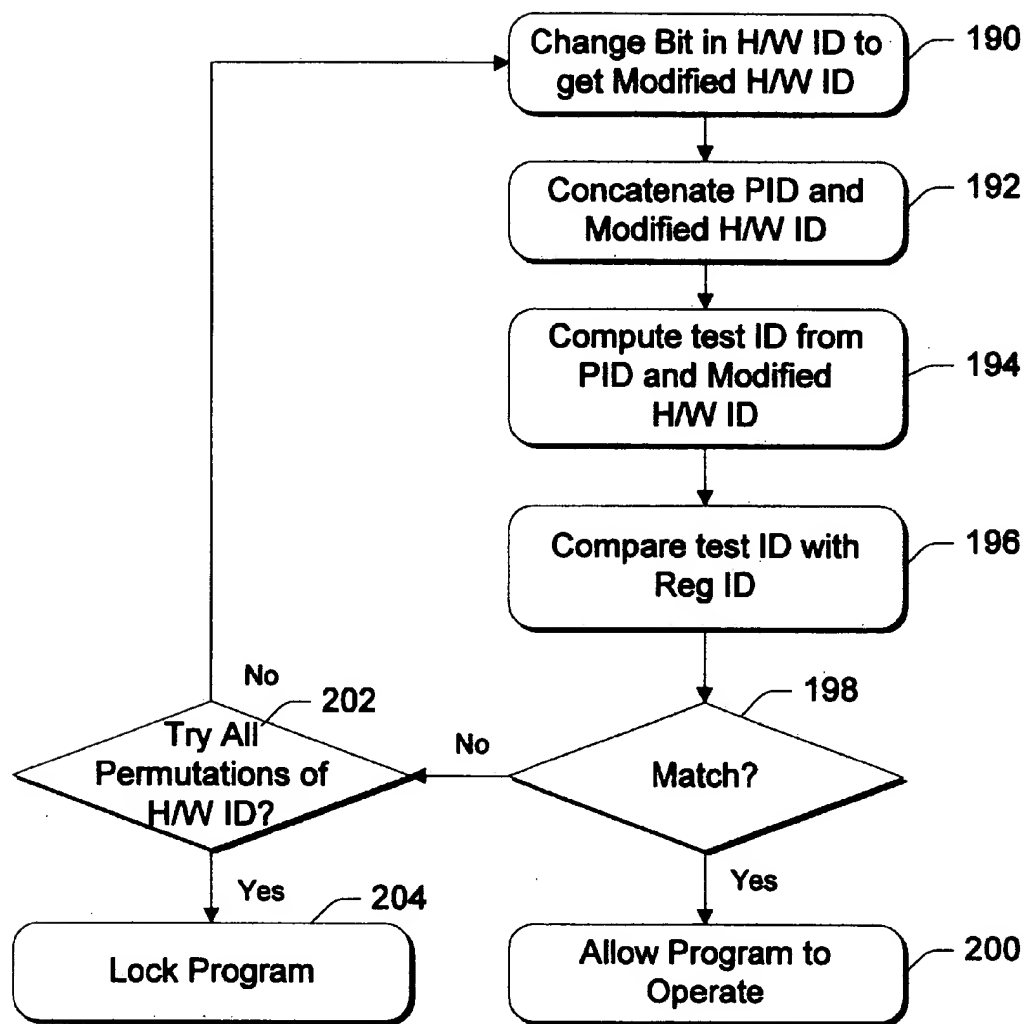 Change Bit in H/W ID to
get Modified H/W ID
190
Concatenate PID and
Modified H/W ID
192
Compute test ID from
PID and Modified
H/W ID
194
Compare test ID with
Reg ID
196
No
202
Try All
Permutations of
H/W ID?
No
198
Match?
Yes
204
Lock Program
Yes
Allow Program to
Operate
200